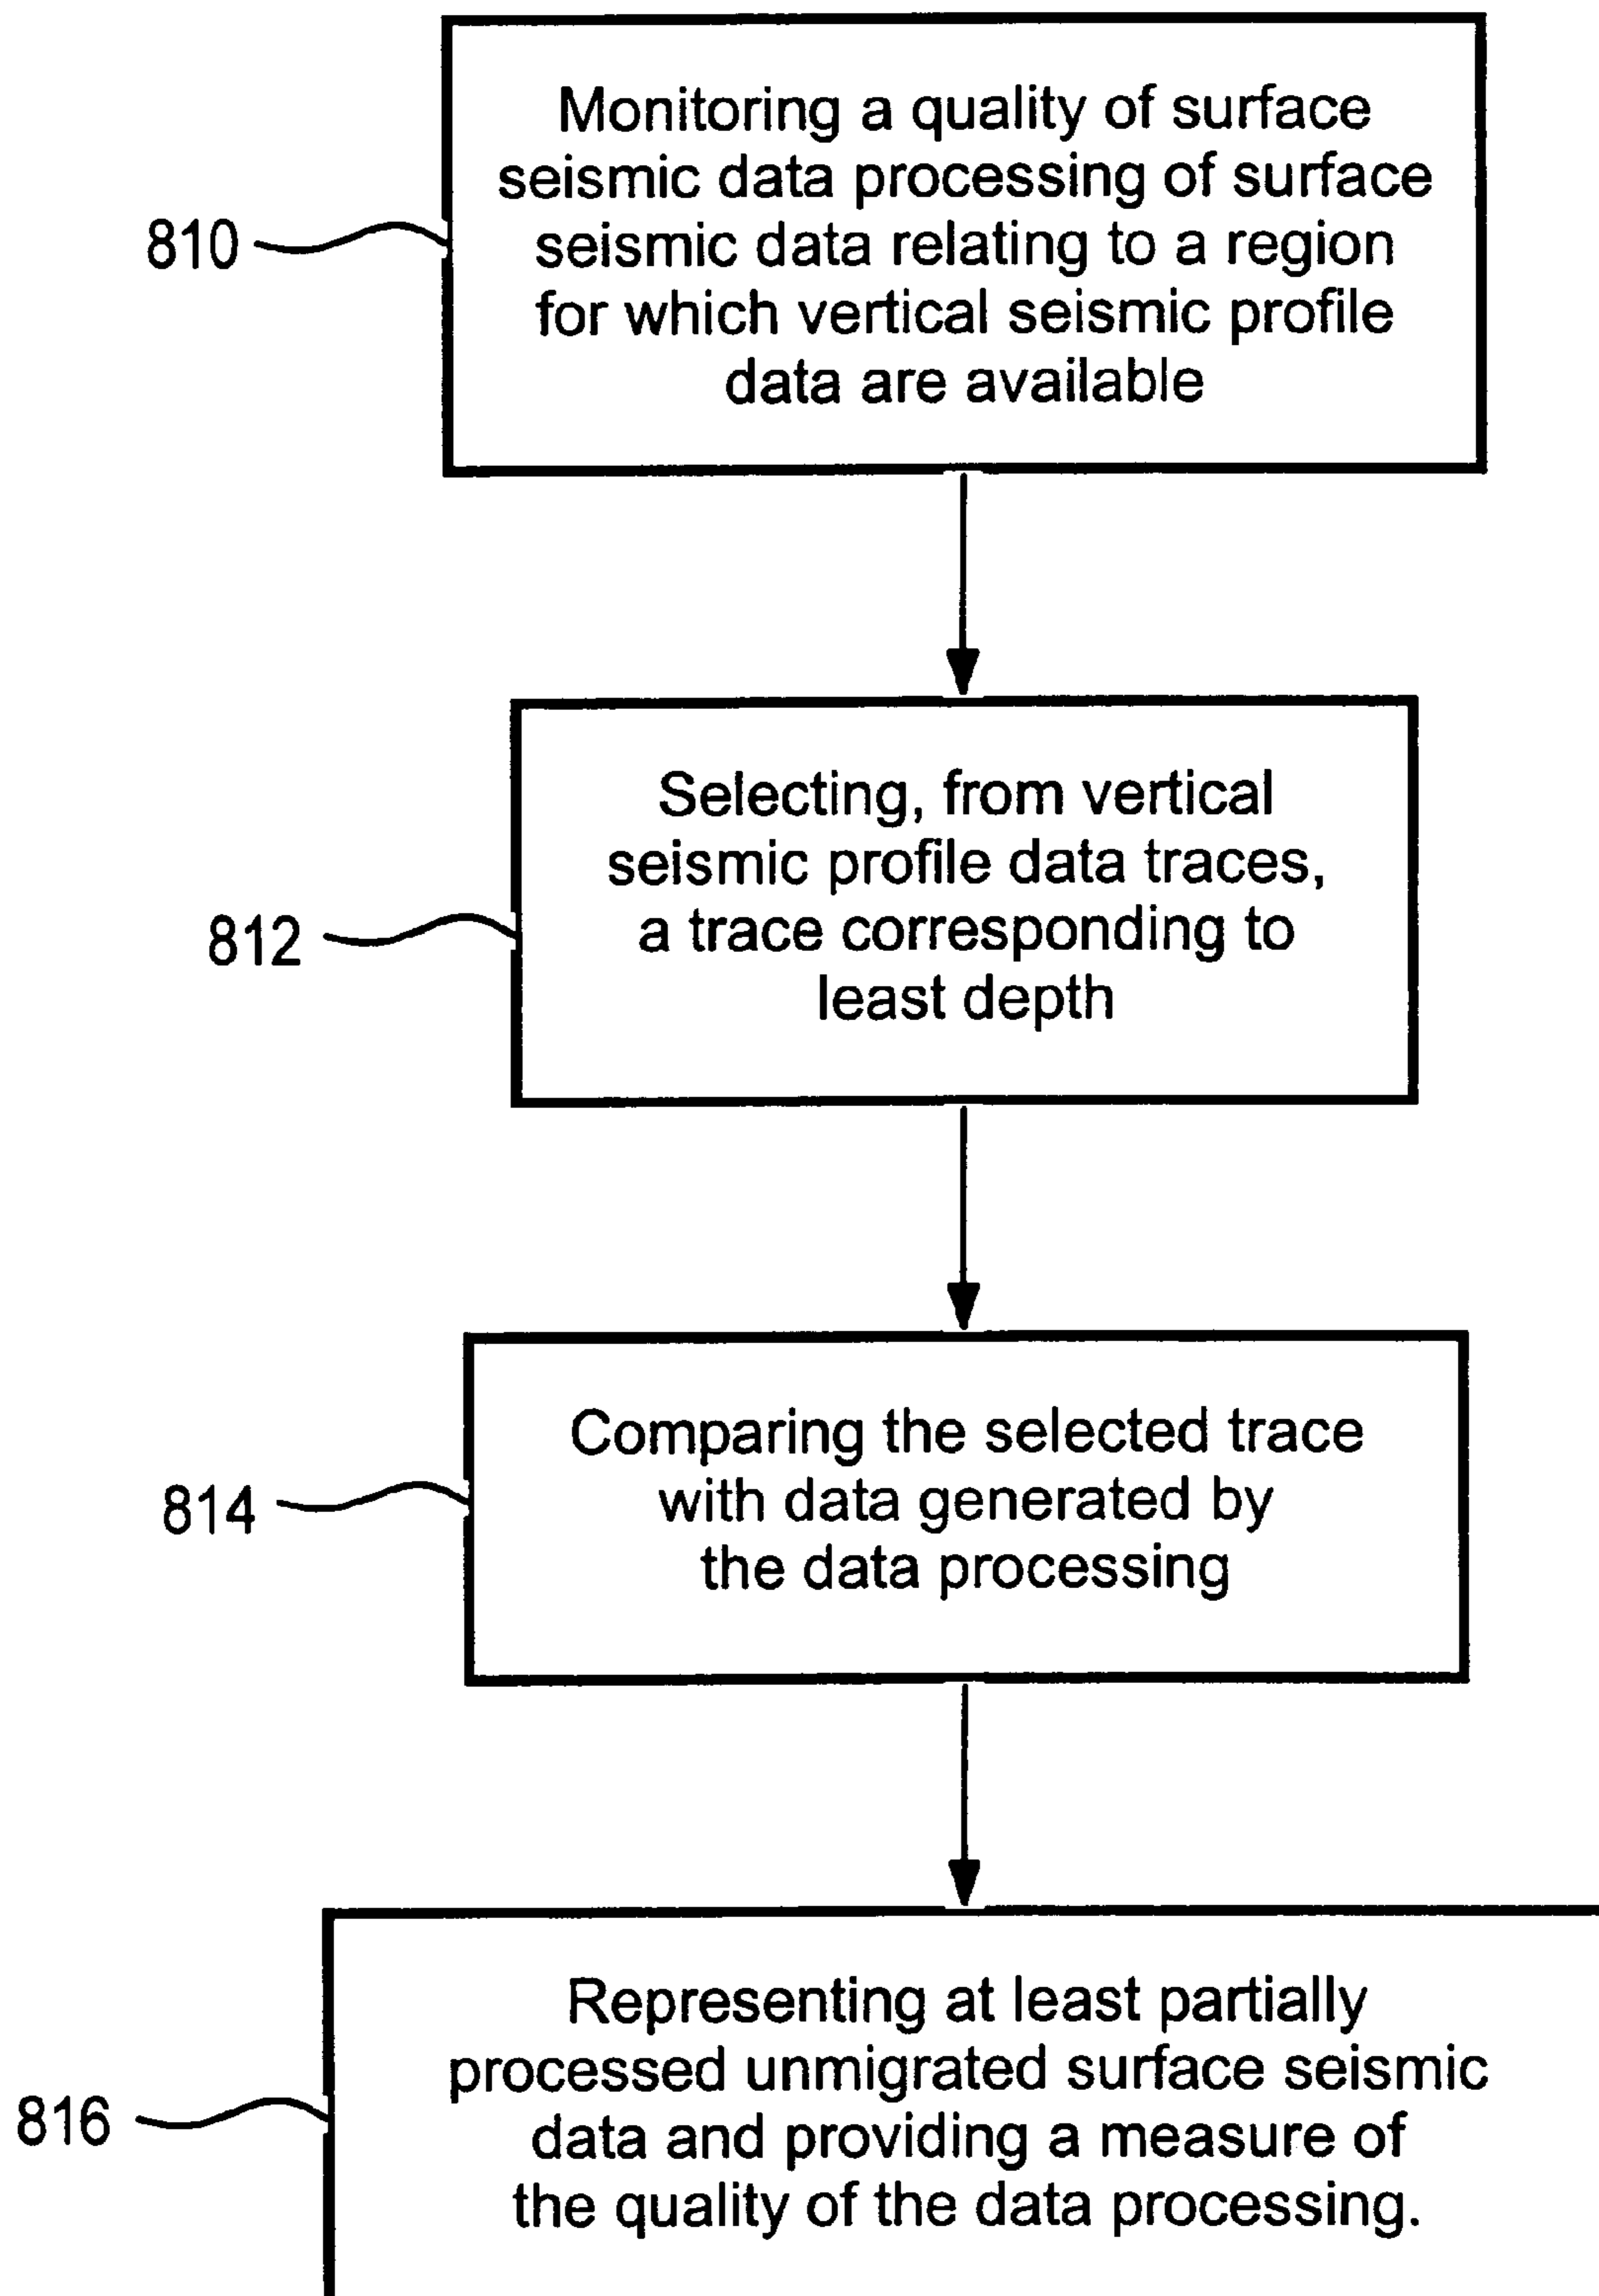 Monitoring a quality of surface
seismic data processing of surface
seismic data relating to a region
for which vertical seismic profile
data are available
810
Selecting, from vertical
seismic profile data traces,
a trace corresponding to
least depth
812
Comparing the selected trace
with data generated by
the data processing
814
Representing at least partially
processed unmigrated surface seismic
data and providing a measure of
the quality of the data processing.
816